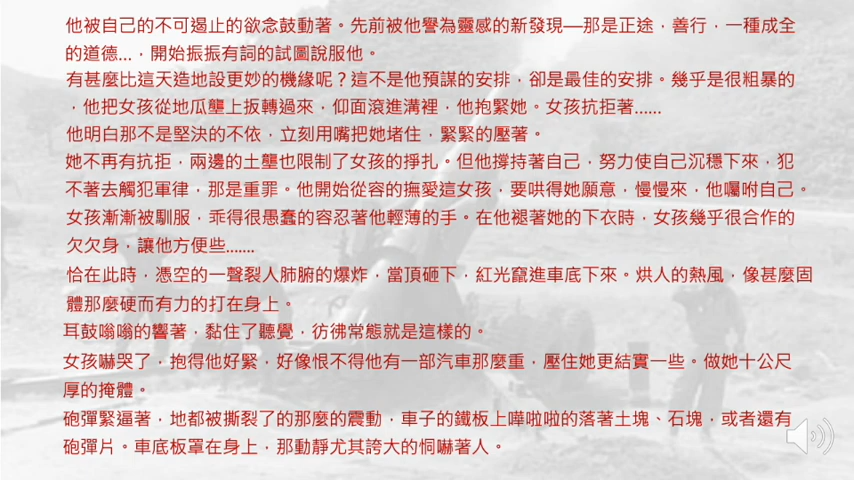 他被自己的不可遏止的欲念鼓動著。先前被他譽為靈感的新發現──那是正途，善行，一種成全
的道德...，開始振振有詞的試圖說服他。
有甚麼比這天造地設更妙的機緣呢？這不是他預謀的安排，卻是最佳的安排。幾乎是很粗暴的
，他把女孩從地瓜壟上扳轉過來，仰面滾進溝裡，他抱緊她。女孩抗拒著......
他明白那不是堅決的不依，立刻用嘴把她堵住，緊緊的壓著。
她不再有抗拒，兩邊的土壟也限制了女孩的掙扎。但他撐持著自己，努力使自己沉穩下來，犯
不著去觸犯軍律，那是重罪。他開始從容的撫愛這女孩，要哄得她願意，慢慢來，他囑咐自己。
女孩漸漸被馴服，乖得很愚蠢的容忍著他輕薄的手。在他褪著她的下衣時，女孩幾乎很合作的
欠欠身，讓他方便些.......
恰在此時，憑空的一聲裂人肺腑的爆炸，當頂砸下，紅光竄進車底下來。烘人的熱風，像甚麼固
體那麼硬而有力的打在身上。
耳鼓嗡嗡的響著，黏住了聽覺，彷彿常態就是這樣的。
女孩嚇哭了，抱得他好緊，好像恨不得他有一部汽車那麼重，壓住她更結實一些。做她十公尺
厚的掩體。
砲彈緊逼著，地都被撕裂了的那麼的震動，車子的鐵板上嘩啦啦的落著土塊、石塊，或者還有
砲彈片。車底板罩在身上，那動靜尤其誇大的恫嚇著人。